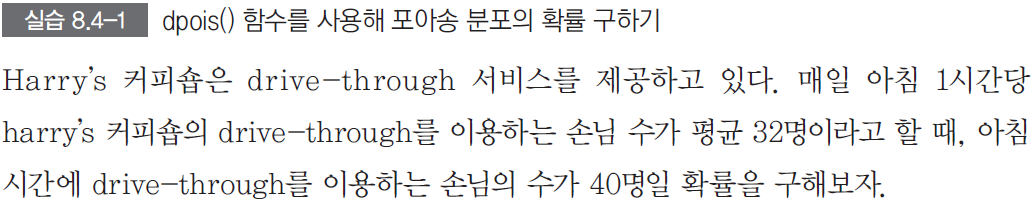 실습 8.4-1 dpois() 함수를 사용해 포아송 분포의 확률 구하기
Harry’s 커피숍은 drive-through 서비스를 제공하고 있다. 매일 아침 1시간당
harry’s 커피숍의 drive-through를 이용하는 손님 수가 평균 32명이라고 할 때, 아침
시간에 drive-through를 이용하는 손님의 수가 40명일 확률을 구해보자.